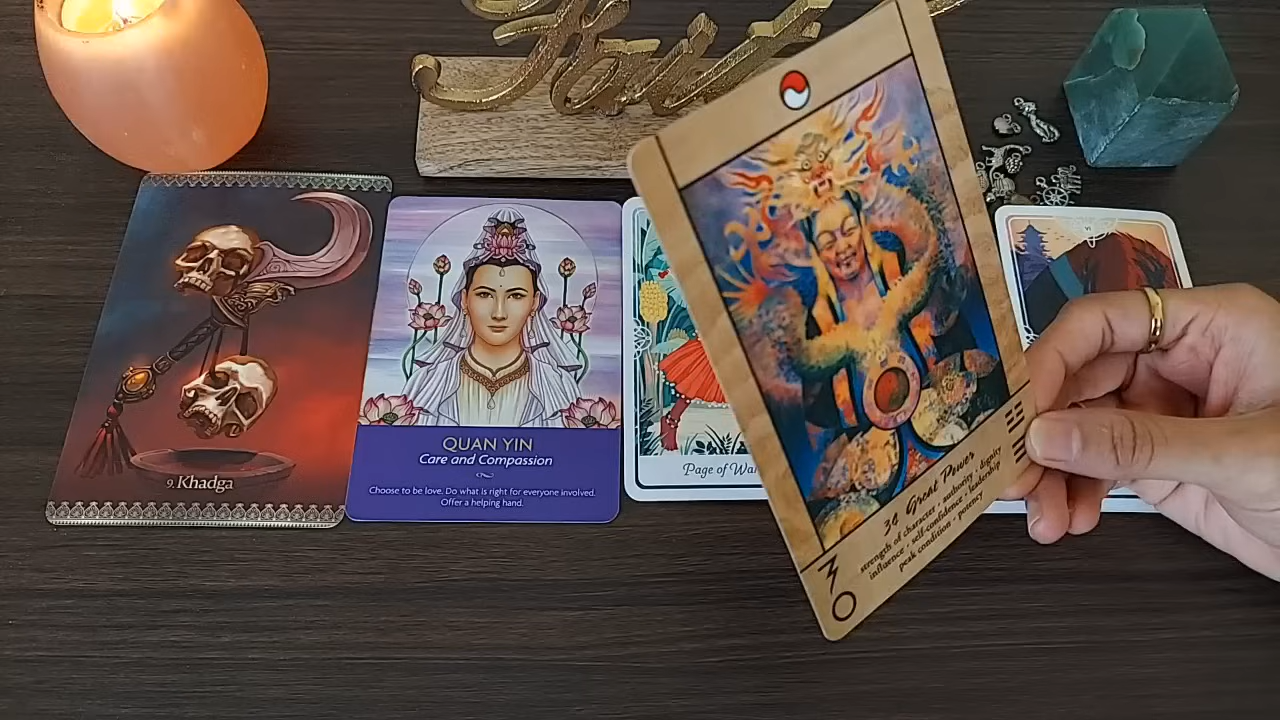 Fait
9. Khadga
QUAN YIN
Care and Compassion
Choose to be love. Do what is right for everyone involved.
Offer a helping hand.
Page of Wan
VI
34 Great Power
strength of character · authority · dignity
influence · self-confidence · leadership
peak condition - potency